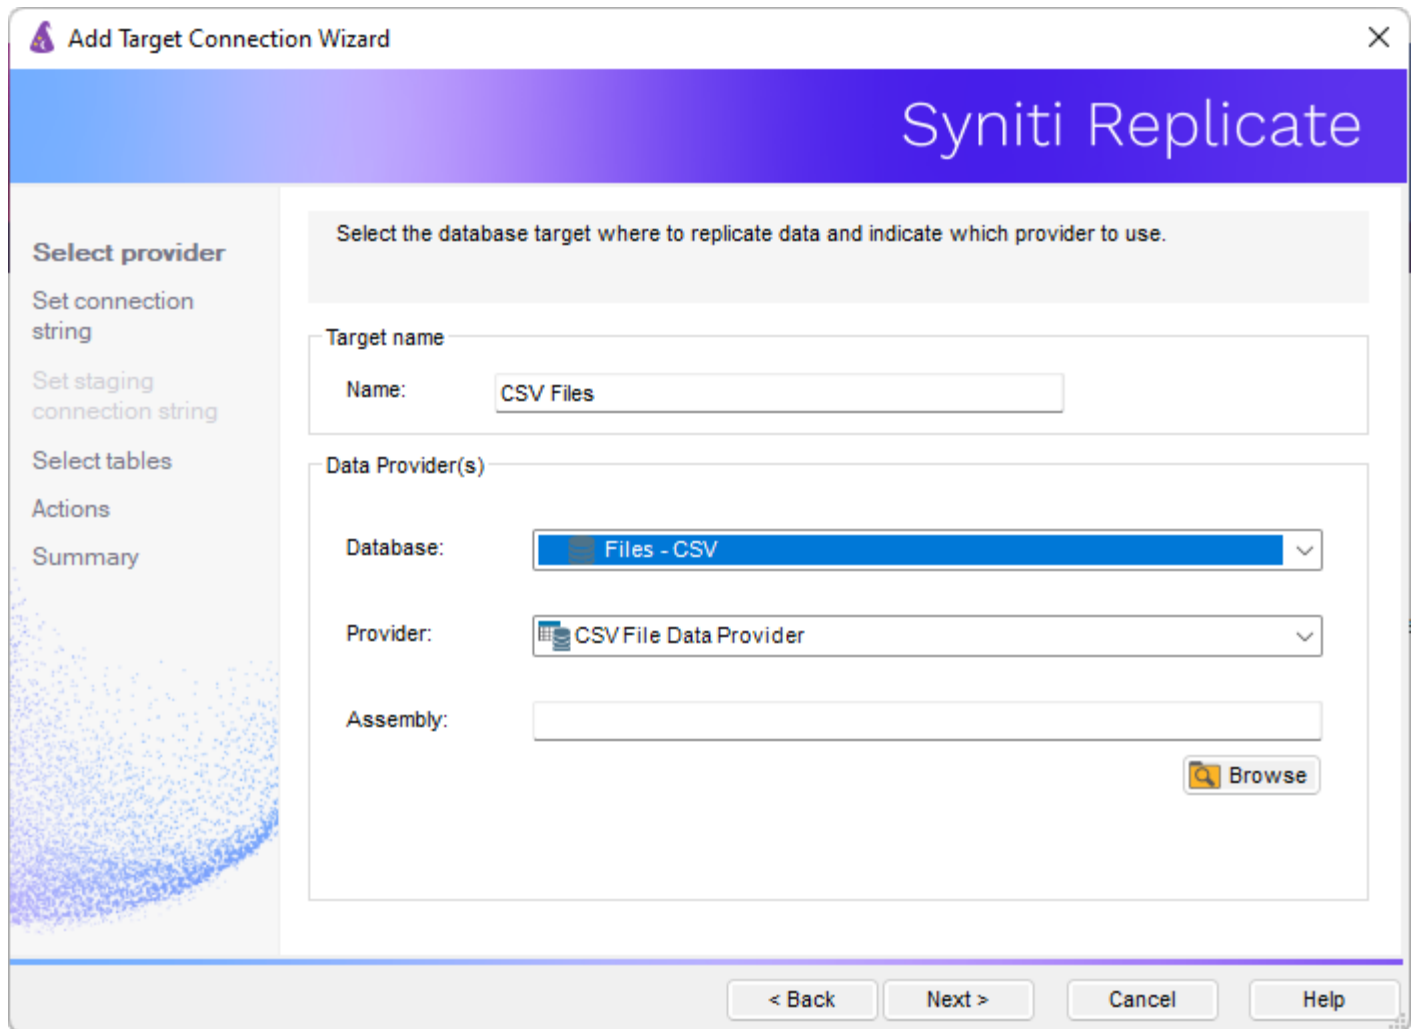 Add Target Connection Wizard
Syniti Replicate
Select provider
Set connection
string
Set staging
connection string
Select tables
Actions
Summary
Select the database target where to replicate data and indicate which provider to use.
Target name
Name:
CSV Files
Data Provider(s)
Database:
Files - CSV
Provider:
CSV File Data Provider
Assembly:
Browse
< Back
Next >
Cancel
Help